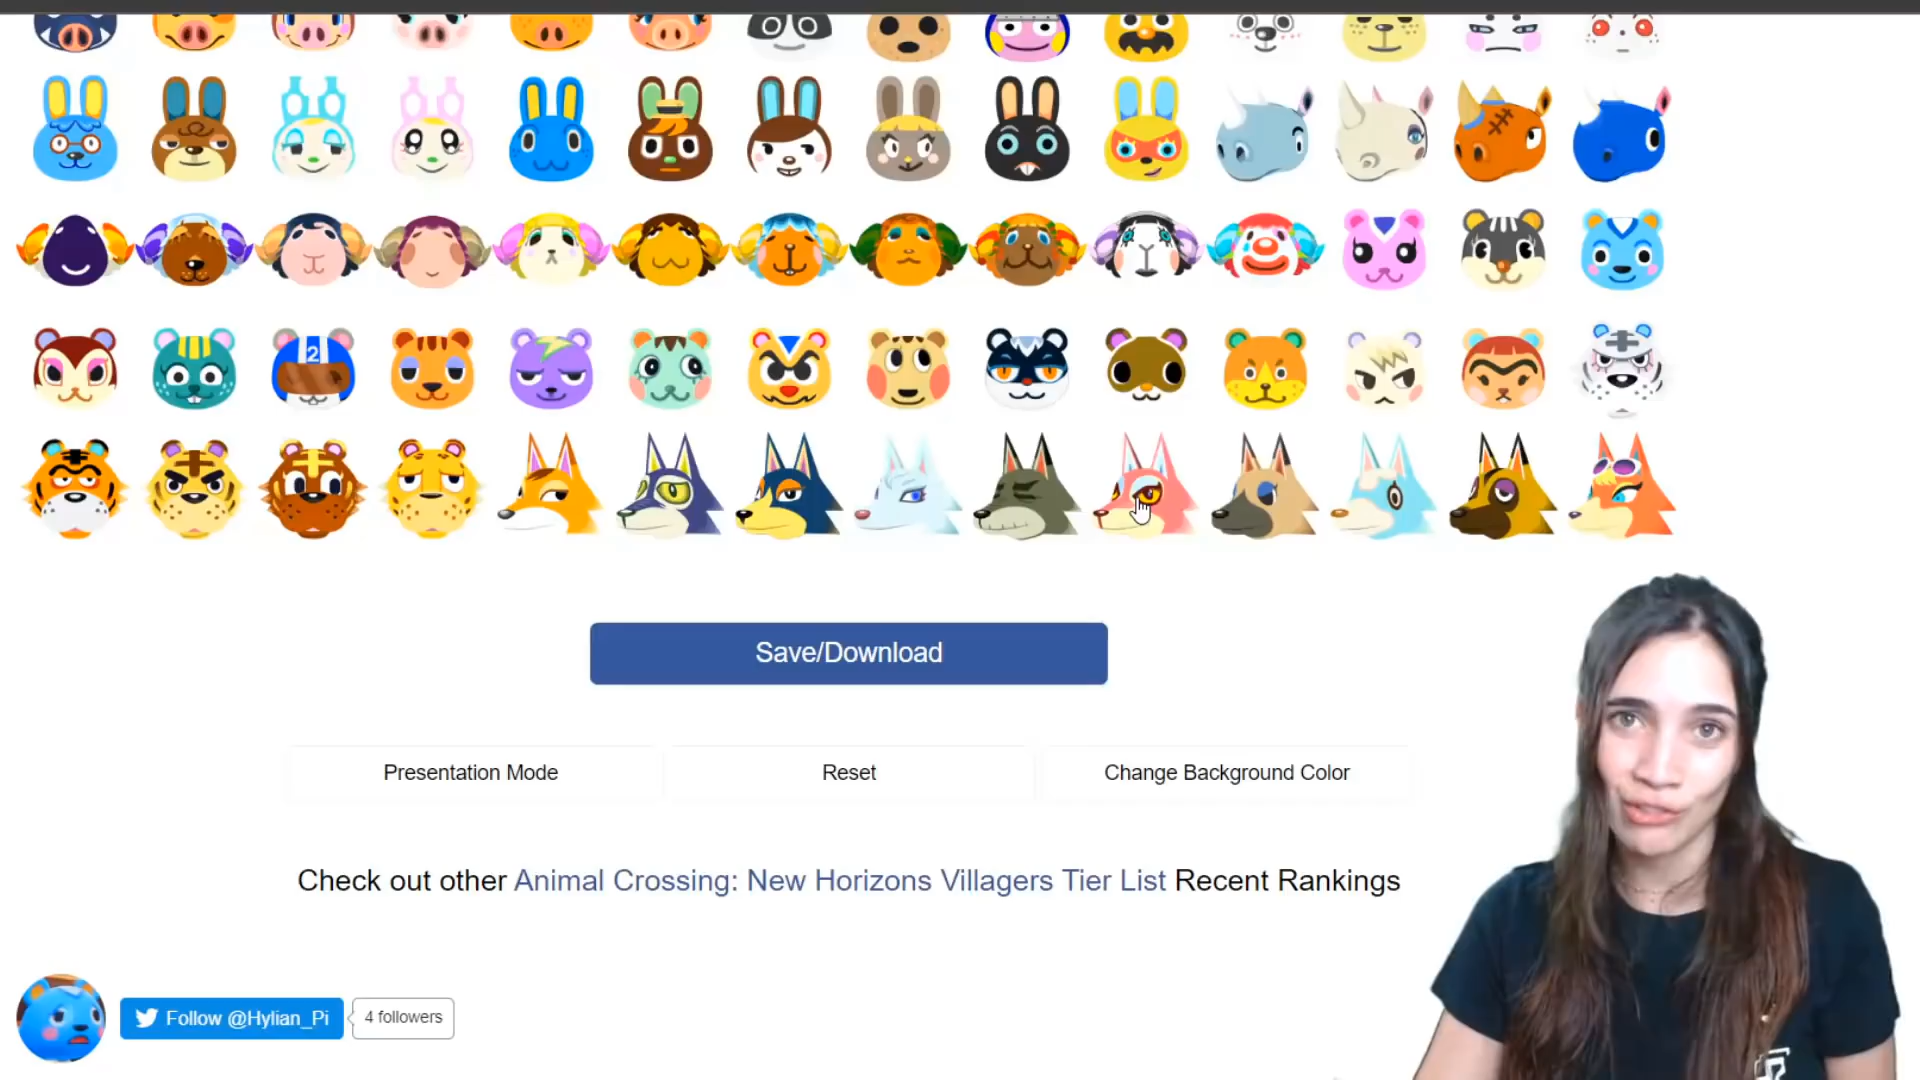 2
Save/Download
Presentation Mode
Reset
Change Background Color
Check out other Animal Crossing: New Horizons Villagers Tier List Recent Rankings
Follow @Hylian_Pi
4 followers